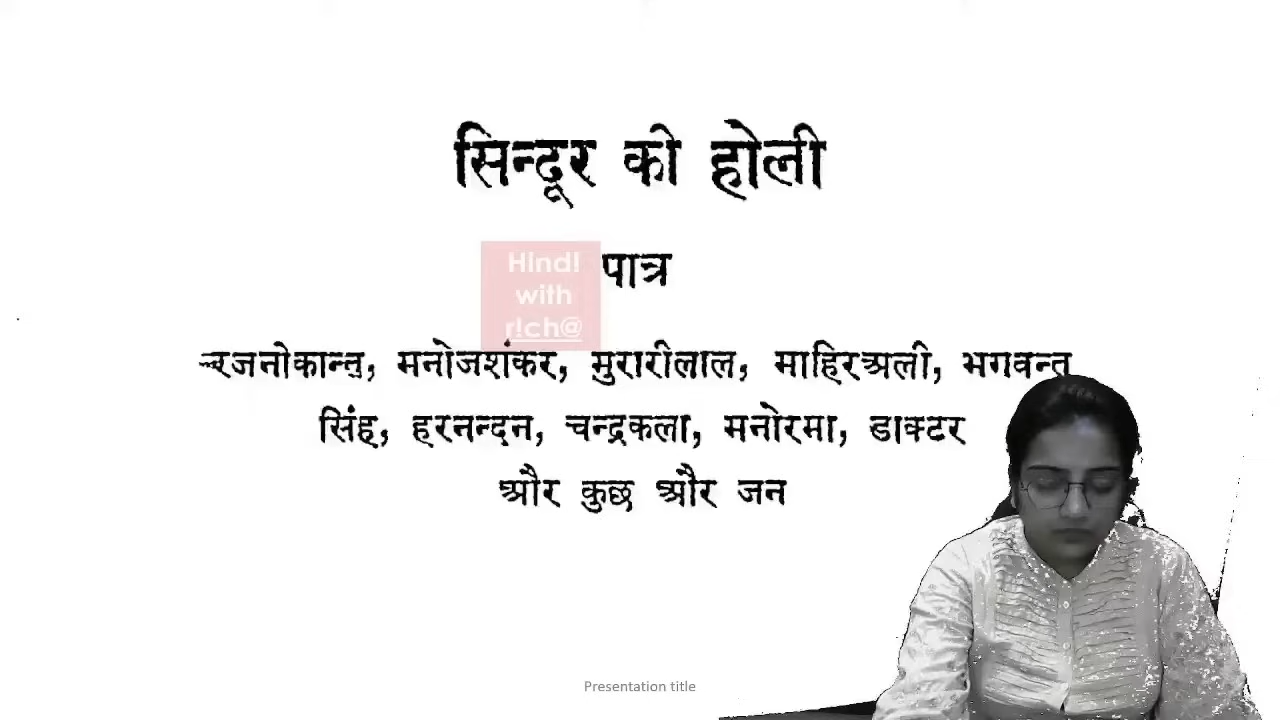 सिन्दूर की होली
Hindi
with
r!ch@
पात्र
रजनीकान्त, मनोजशंकर, मुरारीलाल, माहिरअली, भगवन्त
सिंह, हरनन्दन, चन्द्रकला, मनोरमा, डाक्टर
और कुछ और जन
Presentation title